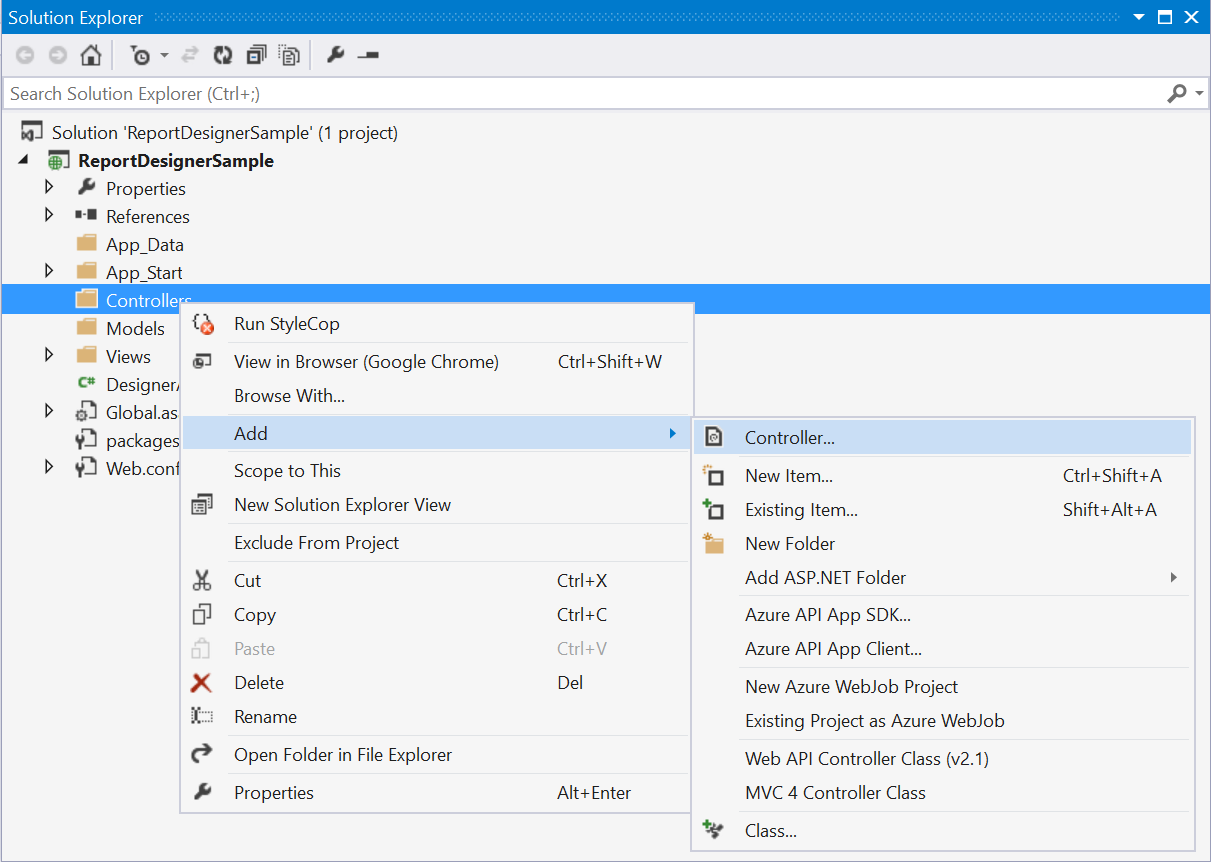 Solution Explorer
Search Solution Explorer (Ctrl+;)
Solution 'ReportDesignerSample' (1 project)
ReportDesignerSample
Properties
References
App_Data
App_Start
Controllers
Models
Views
C# Designer
Global.as
packages
Web.conf
Run StyleCop
View in Browser (Google Chrome) Ctrl+Shift+W
Browse With...
Add
Scope to This
New Solution Explorer View
Exclude From Project
Cut Ctrl+X
Copy Ctrl+C
Paste Ctrl+V
Delete Del
Rename
Open Folder in File Explorer
Properties Alt+Enter
Controller...
New Item... Ctrl+Shift+A
Existing Item... Shift+Alt+A
New Folder
Add ASP.NET Folder
Azure API App SDK...
Azure API App Client...
New Azure WebJob Project
Existing Project as Azure WebJob
Web API Controller Class (v2.1)
MVC 4 Controller Class
Class...